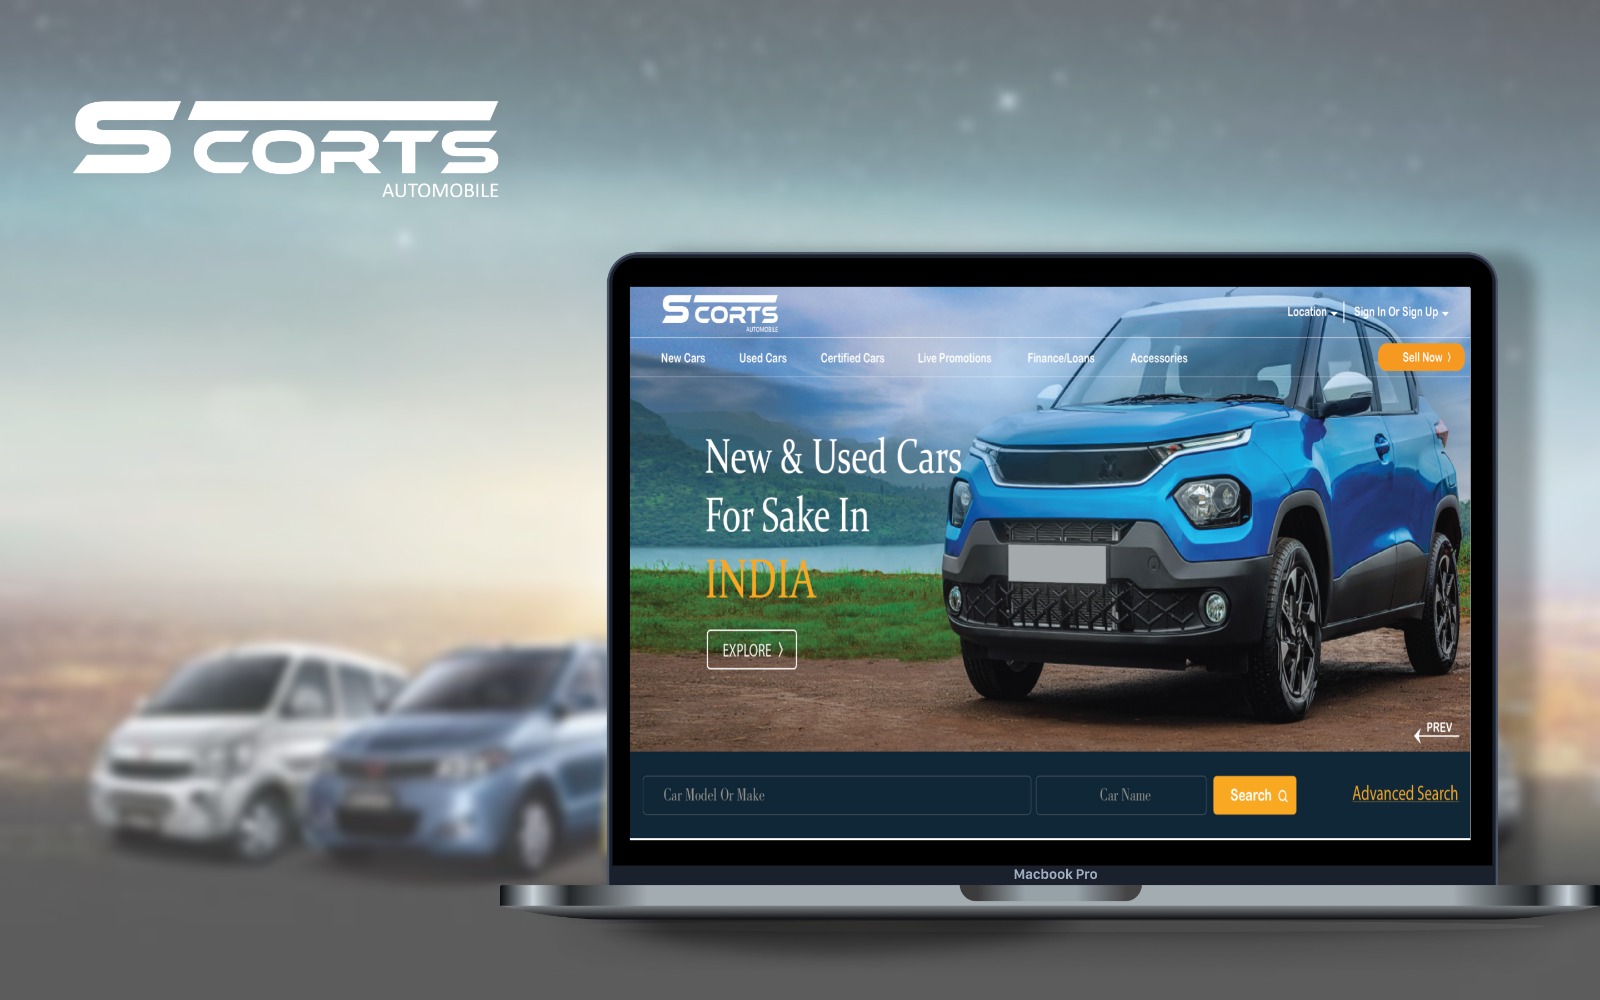 SCORTS
AUTOMOBILE
SCORTS
AUTOMOBILE
Location
Sign In Or Sign Up
New Cars
Used Cars
Certified Cars
Live Promotions
Finance/Loans
Accessories
Sell Now
New & Used Cars
For Sake In
INDIA
EXPLORE
PREV
Car Model Or Make
Car Name
Search
Advanced Search
Macbook Pro